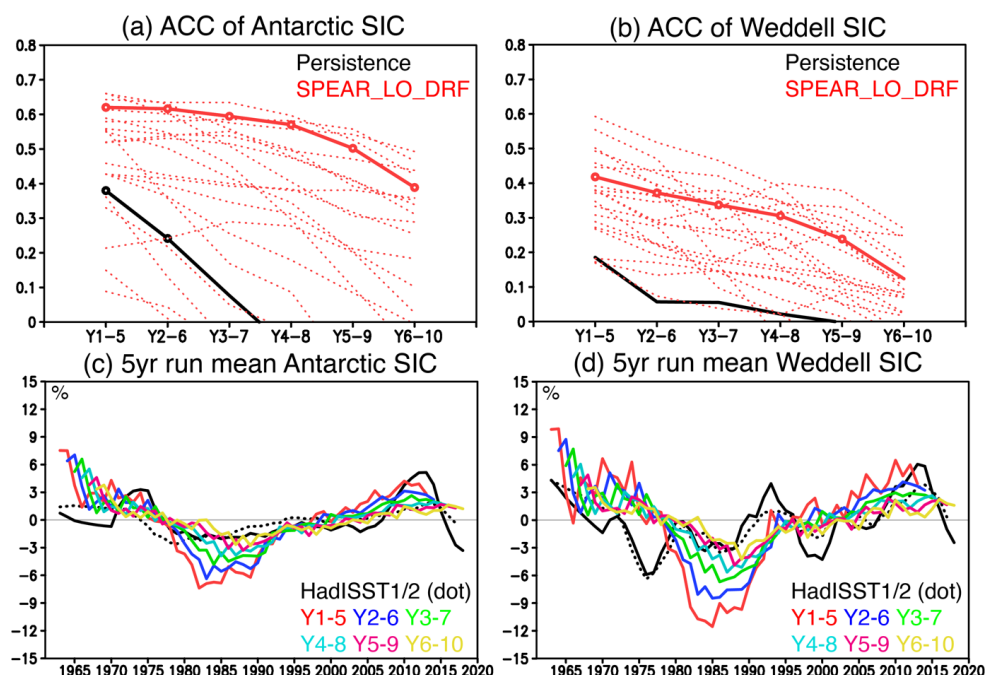 (a) ACC of Antarctic SIC
0.8
0.7
0.6
0.5
0.4
0.3
0.2
0.1
0
Persistence
SPEAR_LO_DRF
Y1-5 Y2-6 Y3-7 Y4-8 Y5-9 Y6-10
(b) ACC of Weddell SIC
0.8
0.7
0.6
0.5
0.4
0.3
0.2
0.1
0
Persistence
SPEAR_LO_DRF
Y1-5 Y2-6 Y3-7 Y4-8 Y5-9 Y6-10
(c) 5yr run mean Antarctic SIC
15
12
9
6
3
0
-3
-6
-9
-12
-15
%
HadISST1/2 (dot)
Y1-5 Y2-6 Y3-7
Y4-8 Y5-9 Y6-10
1965 1970 1975 1980 1985 1990 1995 2000 2005 2010 2015 2020
(d) 5yr run mean Weddell SIC
15
12
9
6
3
0
-3
-6
-9
-12
-15
%
HadISST1/2 (dot)
Y1-5 Y2-6 Y3-7
Y4-8 Y5-9 Y6-10
1965 1970 1975 1980 1985 1990 1995 2000 2005 2010 2015 2020